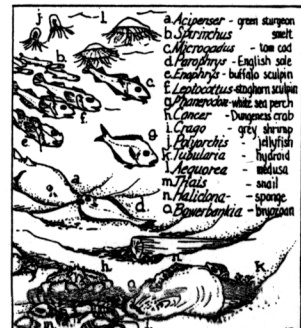 j
l
a. Acipenser - green sturgeon
b. Spirinchus - smelt
c. Microgadus - tom cod
d. Parophrys - English sole
e. Enophrys - buffalo sculpin
f. Leptocottus - staghorn sculpin
g. Phanerodon - white sea perch
h. Cancer - Dungeness crab
i. Crago - grey shrimp
j. Polyorchis - jellyfish
k. Tubularia - hydroid
l. Aequorea - medusa
m. Thais - snail
n. Haliclona - sponge
o. Bowerbankia - bryozoan
b.
c.
f.
e.
g.
a.
d.
h.
n.
k.
o.
m.
i.